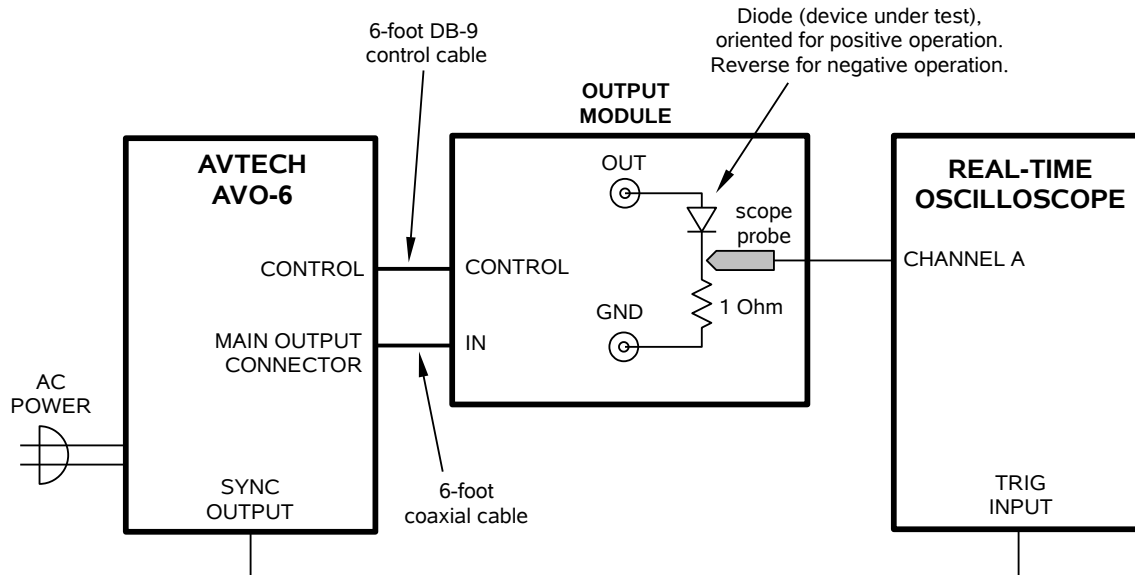 6-foot DB-9
control cable
Diode (device under test),
oriented for positive operation.
Reverse for negative operation.
OUTPUT
MODULE
AVTECH
AVO-6
OUT
scope
probe
REAL-TIME
OSCILLOSCOPE
CONTROL
CONTROL
CHANNEL A
1 Ohm
GND
MAIN OUTPUT
CONNECTOR
IN
AC
POWER
SYNC
OUTPUT
6-foot
coaxial cable
TRIG
INPUT